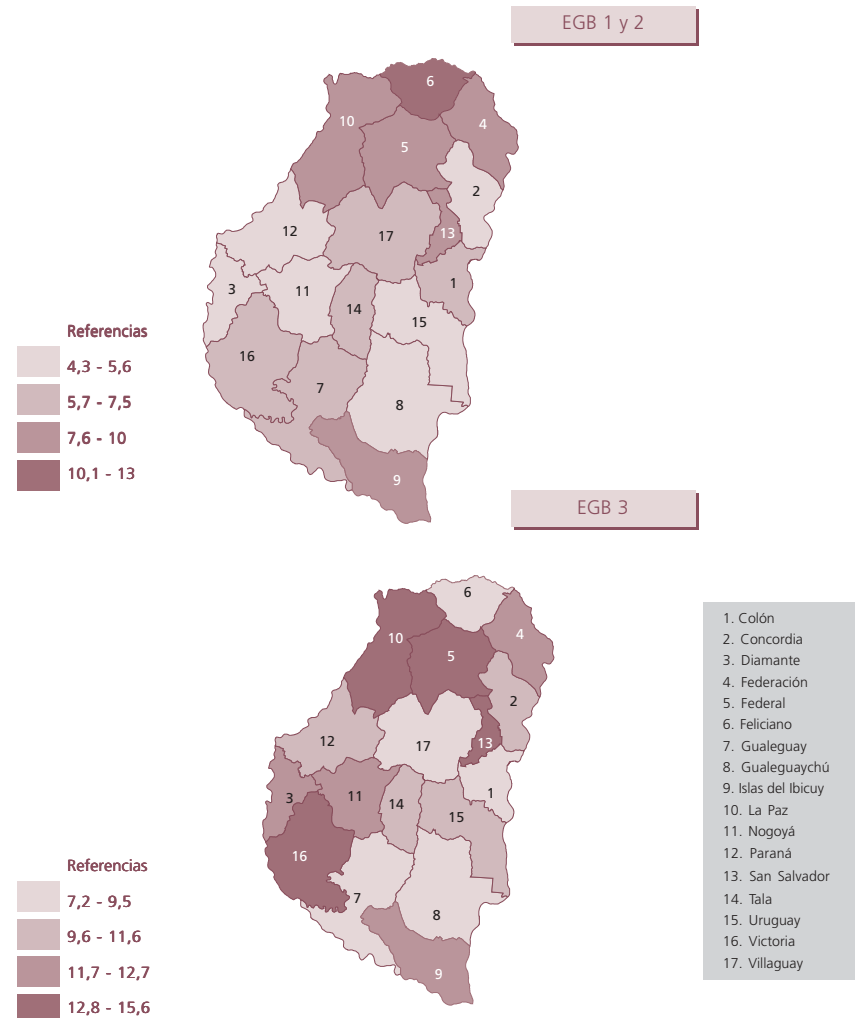 EGB 1 y 2
6
10
4
5
2
12
13
17
1
3
11
14
15
16
7
8
9
Referencias
4,3 - 5,6
5,7 - 7,5
7,6 - 10
10,1 - 13
EGB 3
6
10
4
5
2
12
13
17
1
3
11
14
15
16
7
8
9
Referencias
7,2 - 9,5
9,6 - 11,6
11,7 - 12,7
12,8 - 15,6
1. Colón
2. Concordia
3. Diamante
4. Federación
5. Federal
6. Feliciano
7. Gualeguay
8. Gualeguaychú
9. Islas del Ibicuy
10. La Paz
11. Nogoyá
12. Paraná
13. San Salvador
14. Tala
15. Uruguay
16. Victoria
17. Villaguay